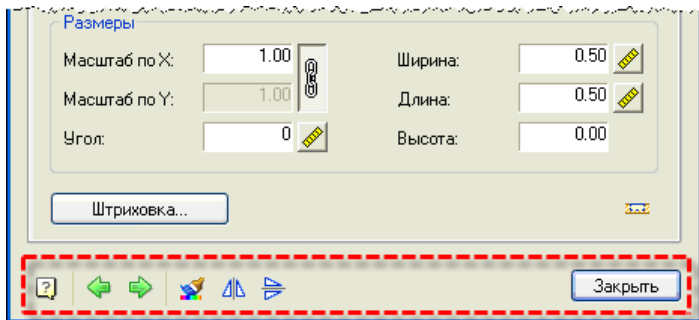 Размеры
Масштаб по X: 1.00 Ширина: 0.50
Масштаб по Y: 1.00 Длина: 0.50
Угол: 0 Высота: 0.00
Штриховка...
? Закрыть